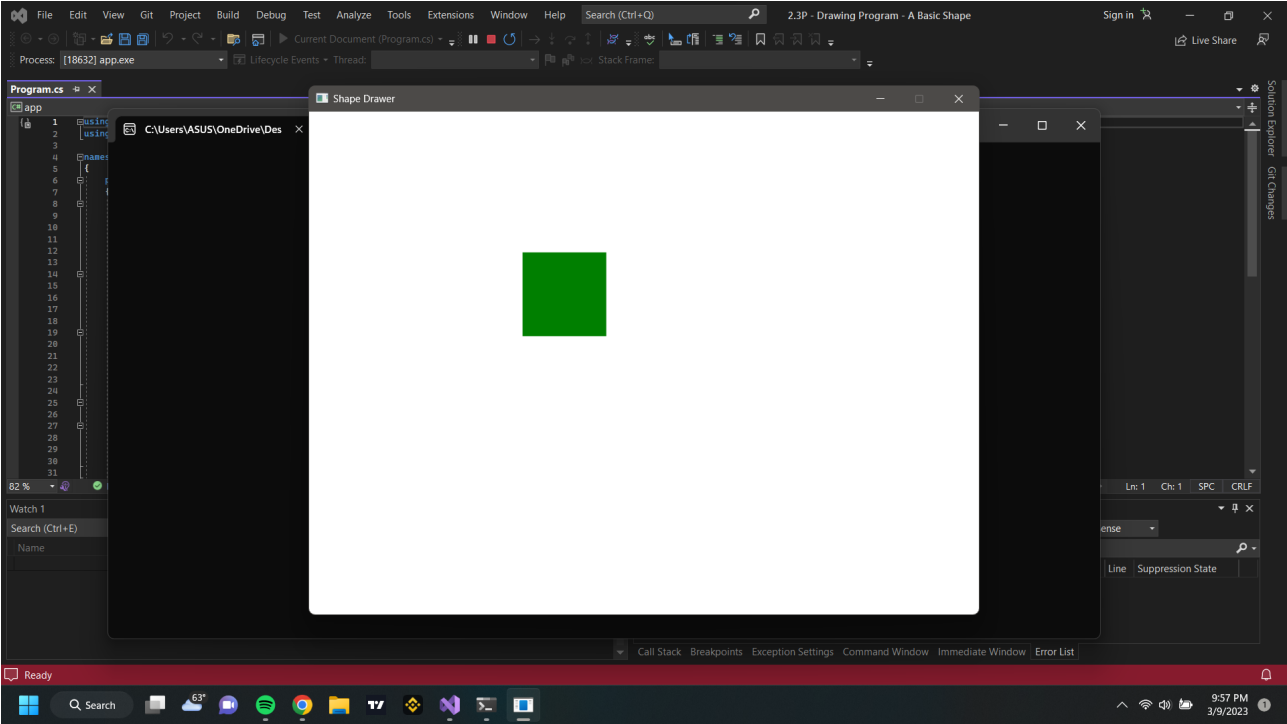 File Edit View Git Project Build Debug Test Analyze Tools Extensions Window Help Search (Ctrl+Q) 2.3P - Drawing Program - A Basic Shape Sign in
Current Document (Program.cs) Live Share
Process: [18632] app.exe Lifecycle Events Thread: Stack Frame:
Program.cs
Shape Drawer
C# app
C:\Users\ASUS\OneDrive\Des
1 using
2 using
3
4 names
5 {
6 p
7 {
8
9
10
11
12
13
14
15
16
17
18
19
20
21
22
23
24
25
26
27
28
29
30
31
Solution Explorer
Git Changes
82 % Ln: 1 Ch: 1 SPC CRLF
Watch 1
Search (Ctrl+E) ense
Name
Line Suppression State
Call Stack Breakpoints Exception Settings Command Window Immediate Window Error List
Ready
63°
Search
9:57 PM
3/9/2023
1